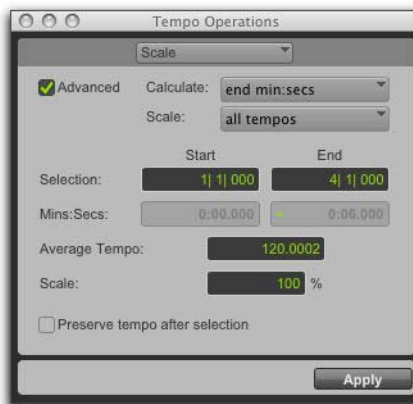 Tempo Operations
Scale
Advanced Calculate: end min:secs
Scale: all tempos
Start End
Selection: 1| 1| 000 4| 1| 000
Mins:Secs: 0:00.000 0:06.000
Average Tempo: 120.0002
Scale: 100 %
Preserve tempo after selection
Apply